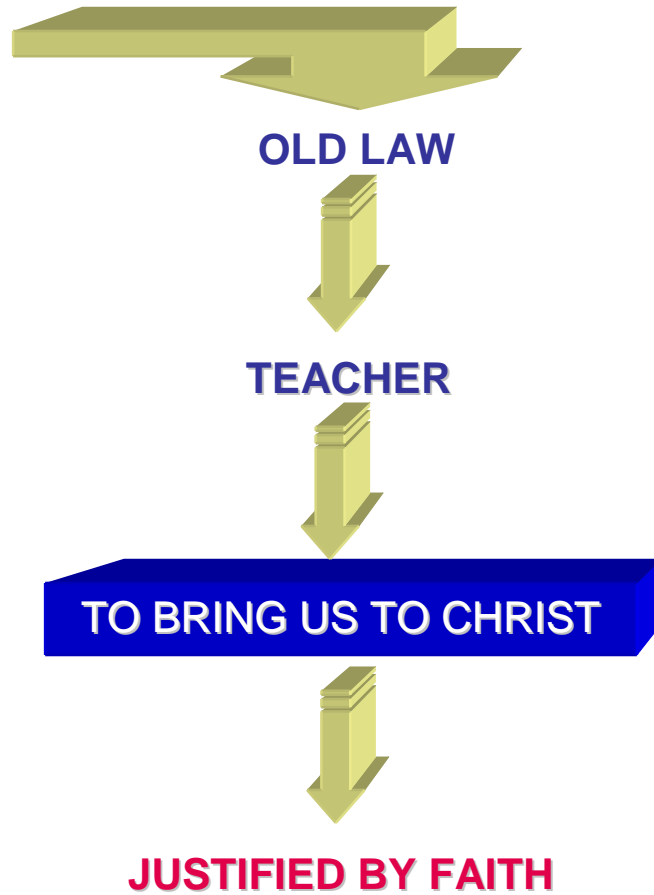 OLD LAW
TEACHER
TO BRING US TO CHRIST
JUSTIFIED BY FAITH